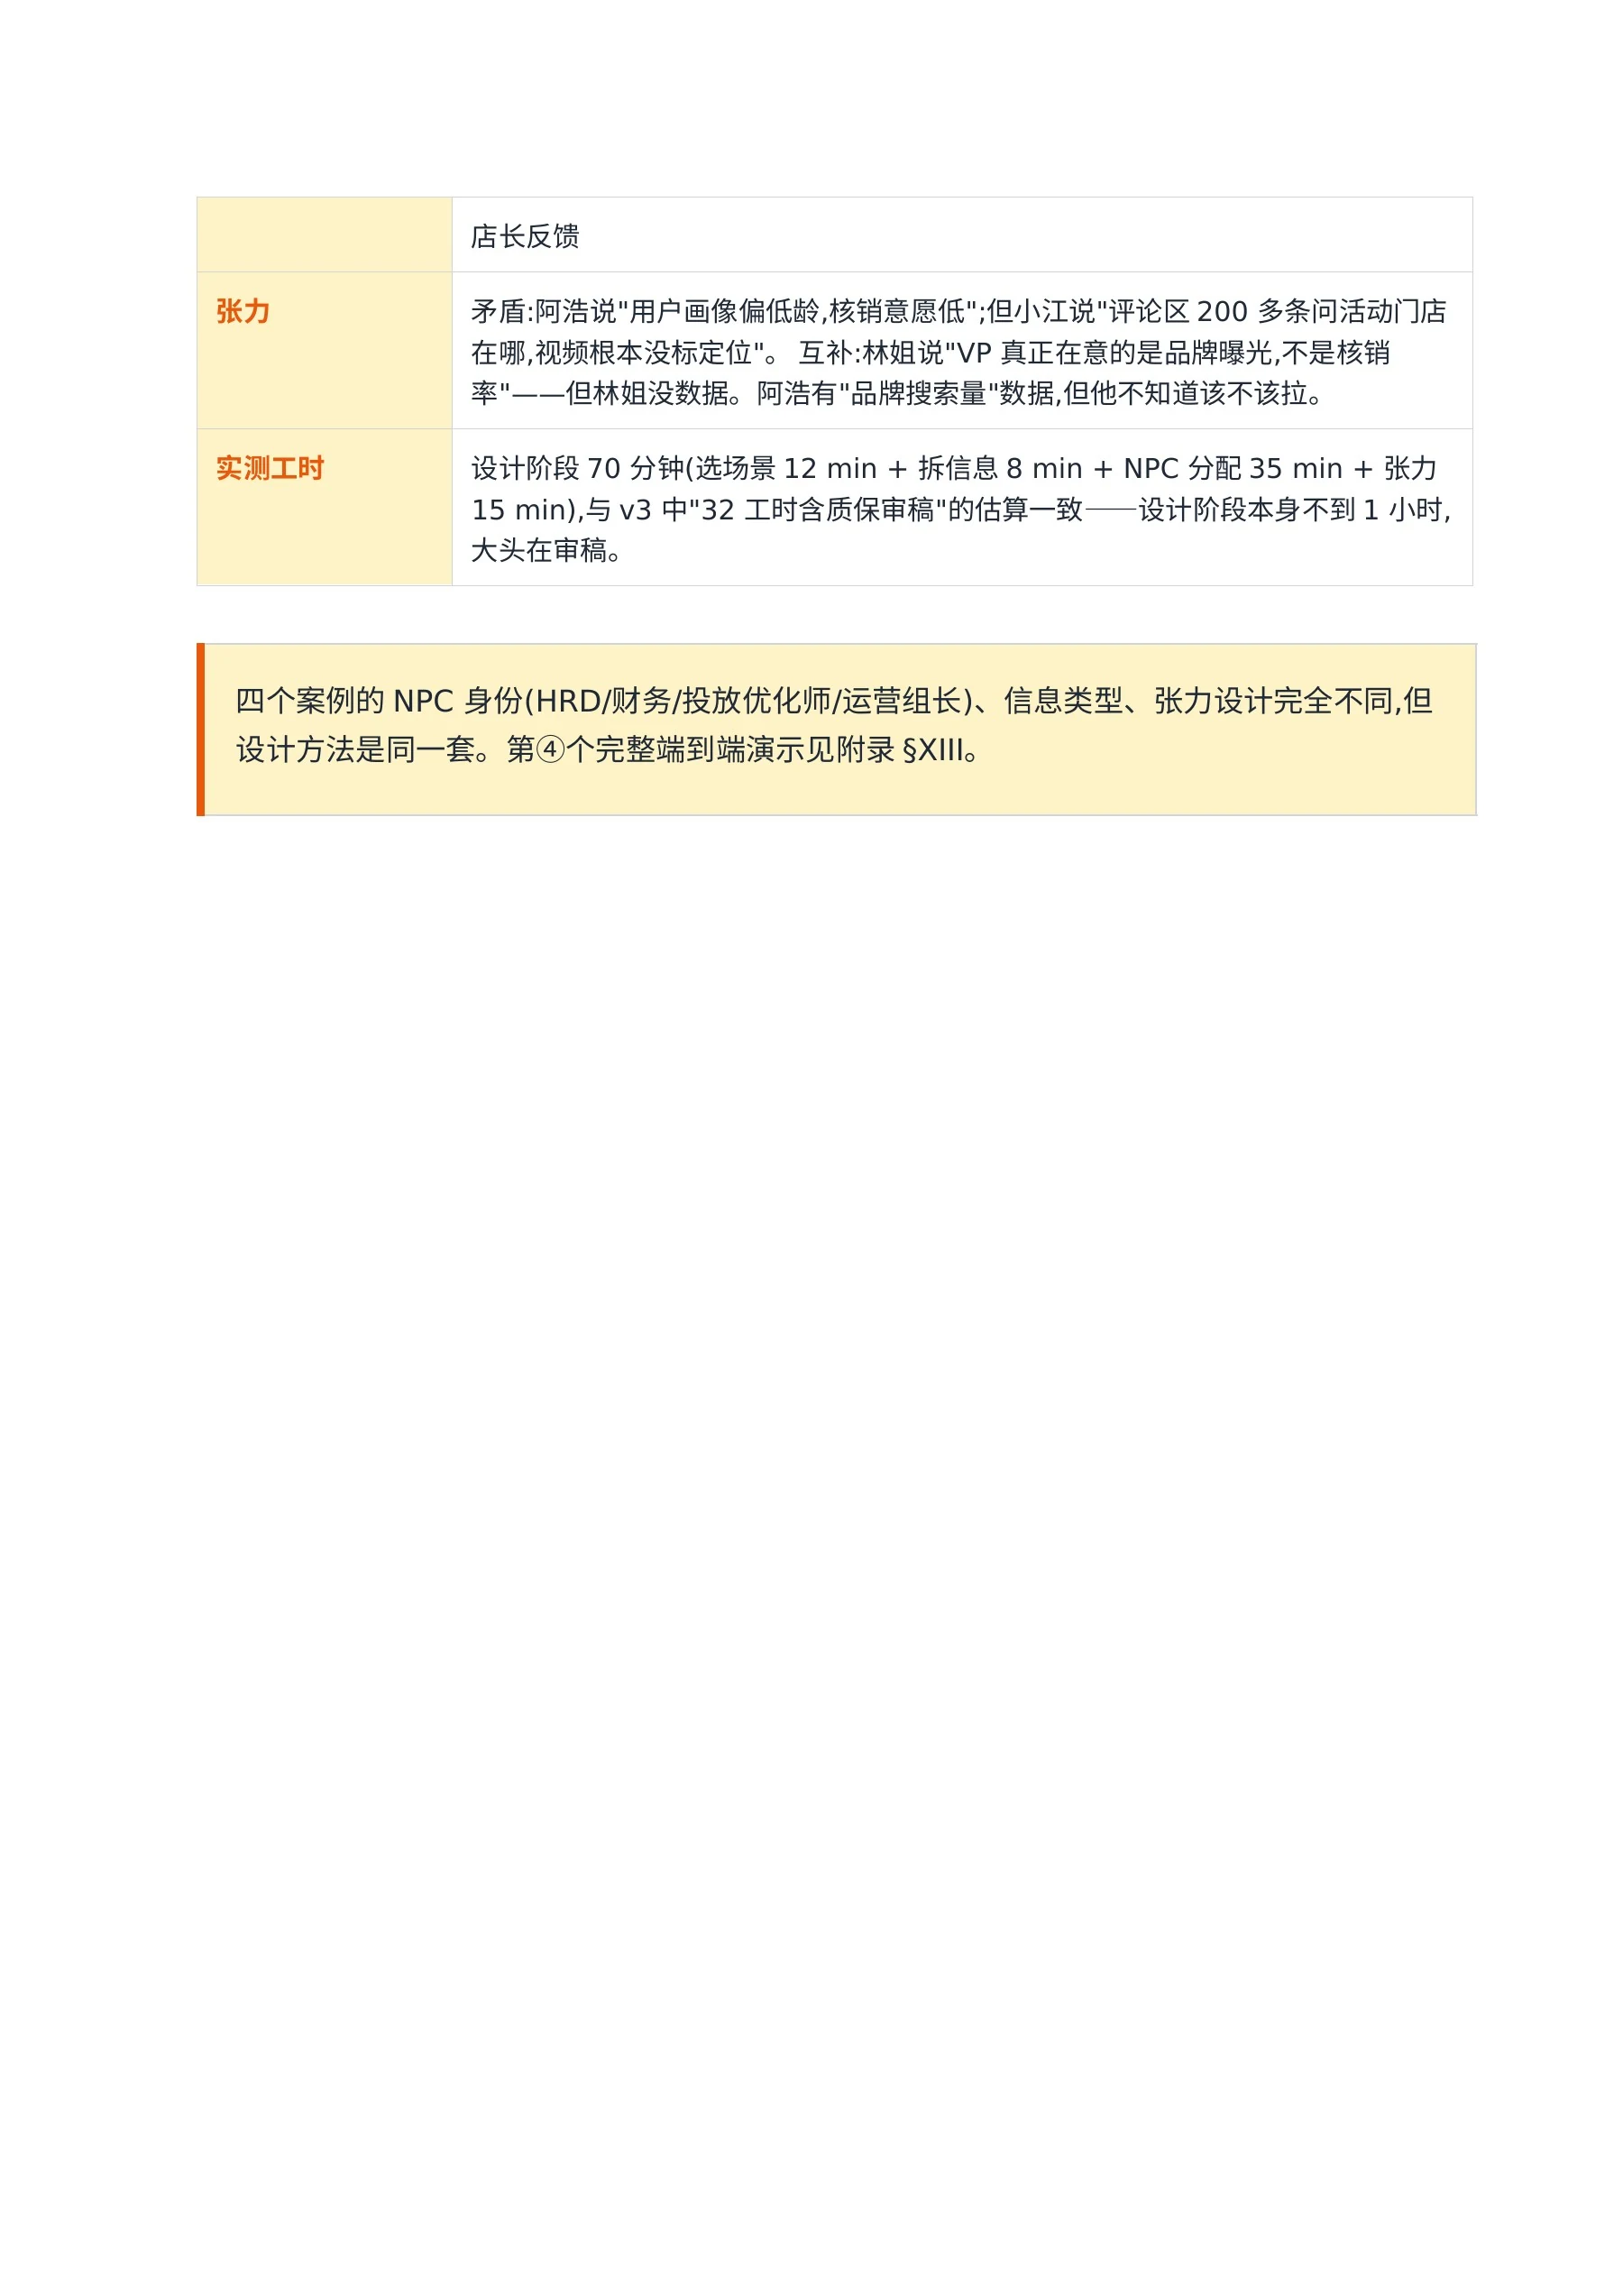 店长反馈
张力
矛盾:阿浩说"用户画像偏低龄,核销意愿低";但小江说"评论区 200 多条问活动门店
在哪,视频根本没标定位"。 互补:林姐说"VP 真正在意的是品牌曝光,不是核销
率"——但林姐没数据。阿浩有"品牌搜索量"数据,但他不知道该不该拉。
实测工时
设计阶段 70 分钟(选场景 12 min + 拆信息 8 min + NPC 分配 35 min + 张力
15 min),与 v3 中"32 工时含质保审稿"的估算一致——设计阶段本身不到 1 小时,
大头在审稿。
四个案例的 NPC 身份(HRD/财务/投放优化师/运营组长)、信息类型、张力设计完全不同,但
设计方法是同一套。第④个完整端到端演示见附录 §XIII。